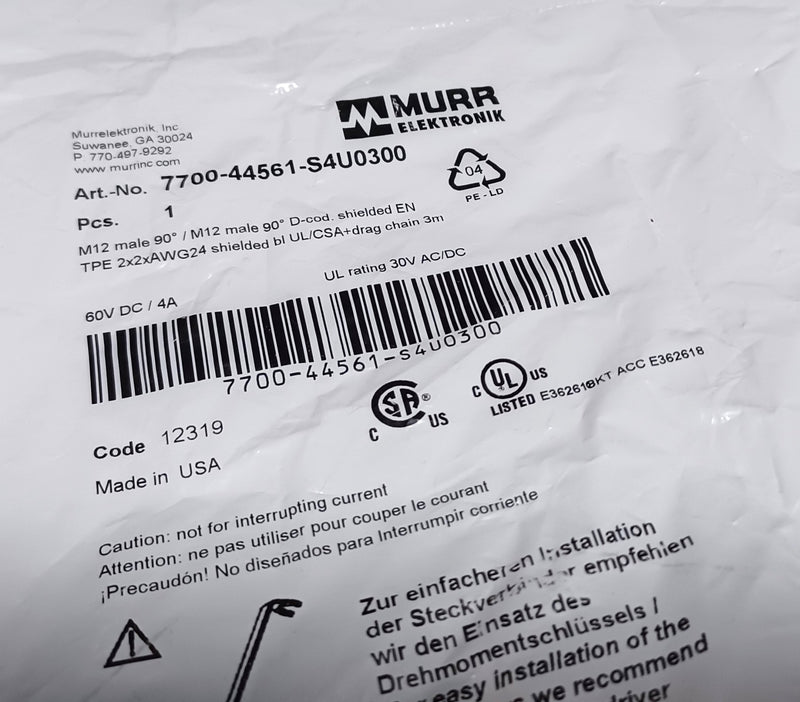 MURR
ELEKTRONIK
Murrelektronik, Inc
Suwanee, GA 30024
P. 770-497-9292
www.murrinc.com
Art.-No. 7700-44561-S4U0300
04
PE-LD
Pcs. 1
M12 male 90° / M12 male 90° D-cod. shielded EN
TPE 2x2xAWG24 shielded bl UL/CSA+drag chain 3m
UL rating 30V AC/DC
60V DC / 4A
7700-44561-S4U0300
C SA® US
C UL US
LISTED E362618KT ACC E362618
Code 12319
Made in USA
Caution: not for interrupting current
Attention: ne pas utiliser pour couper le courant
¡Precaudón! No diseñados para Interrumpir corriente
Zur einfacheren Installation
der Steckverbinder empfehlen
wir den Einsatz des
Drehmomentschlüssels /
easy installation of the
we recommend
driver